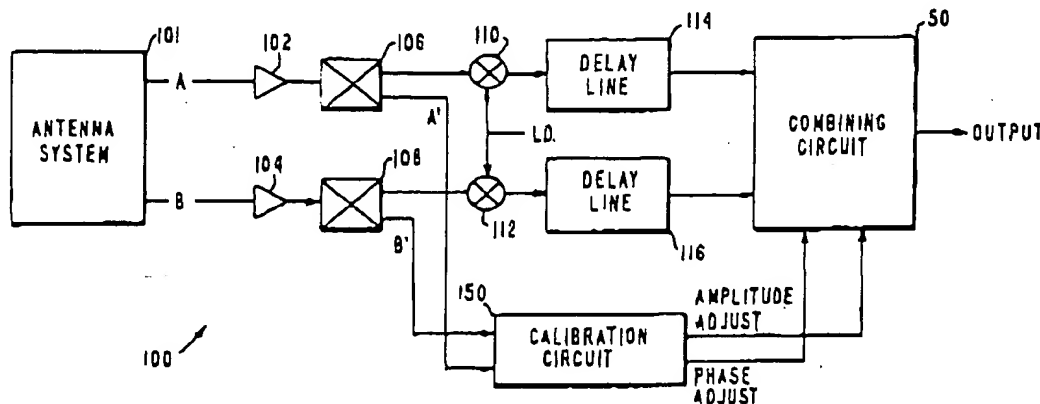 101
102
106
110
114
50
A
DELAY
LINE
ANTENNA
SYSTEM
A'
L.O.
COMBINING
CIRCUIT
OUTPUT
104
108
B
DELAY
LINE
112
B'
116
150
AMPLITUDE
ADJUST
CALIBRATION
CIRCUIT
100
PHASE
ADJUST